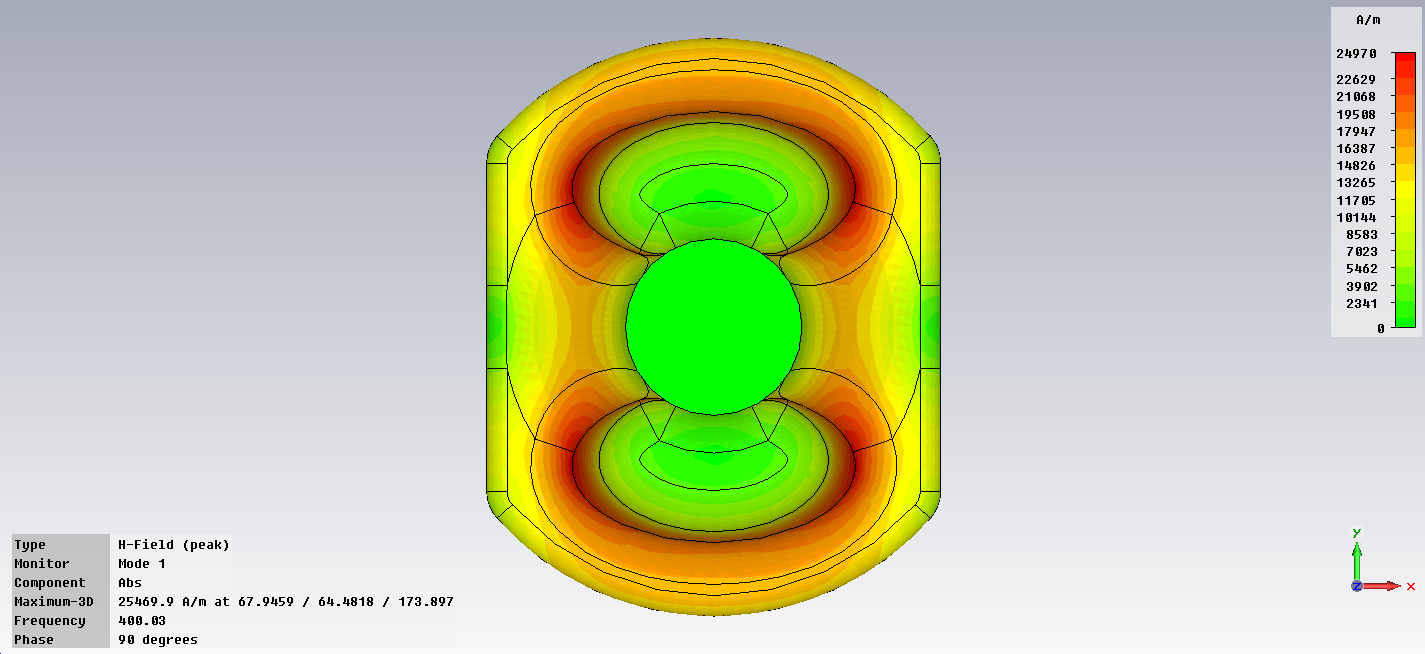 A/m
24970
22629
21068
19508
17947
16387
14826
13265
11705
10144
8583
7023
5462
3902
2341
0
Type H-Field (peak)
Monitor Mode 1
Component Abs
Maximum-3D 25469.9 A/m at 67.9459 / 64.4818 / 173.897
Frequency 400.03
Phase 90 degrees
Y
Z X